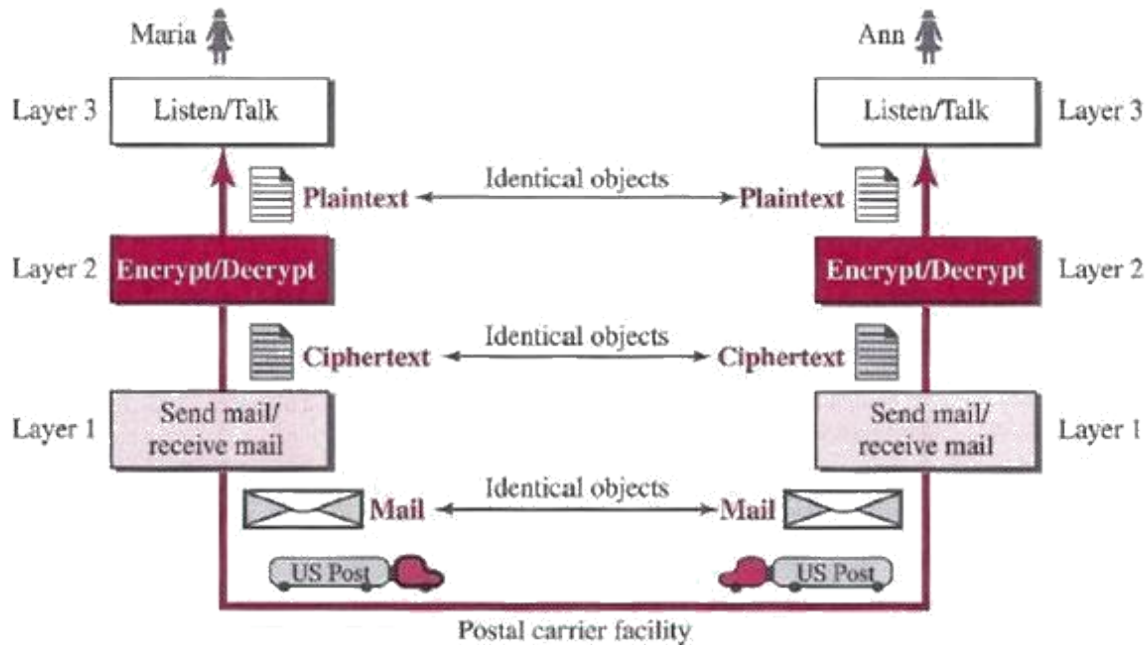 Maria
Ann
Layer 3
Listen/Talk
Listen/Talk
Layer 3
Identical objects
Plaintext
Plaintext
Layer 2
Encrypt/Decrypt
Encrypt/Decrypt
Layer 2
Identical objects
Ciphertext
Ciphertext
Layer 1
Send mail/
receive mail
Send mail/
receive mail
Layer 1
Identical objects
Mail
Mail
US Post
US Post
Postal carrier facility